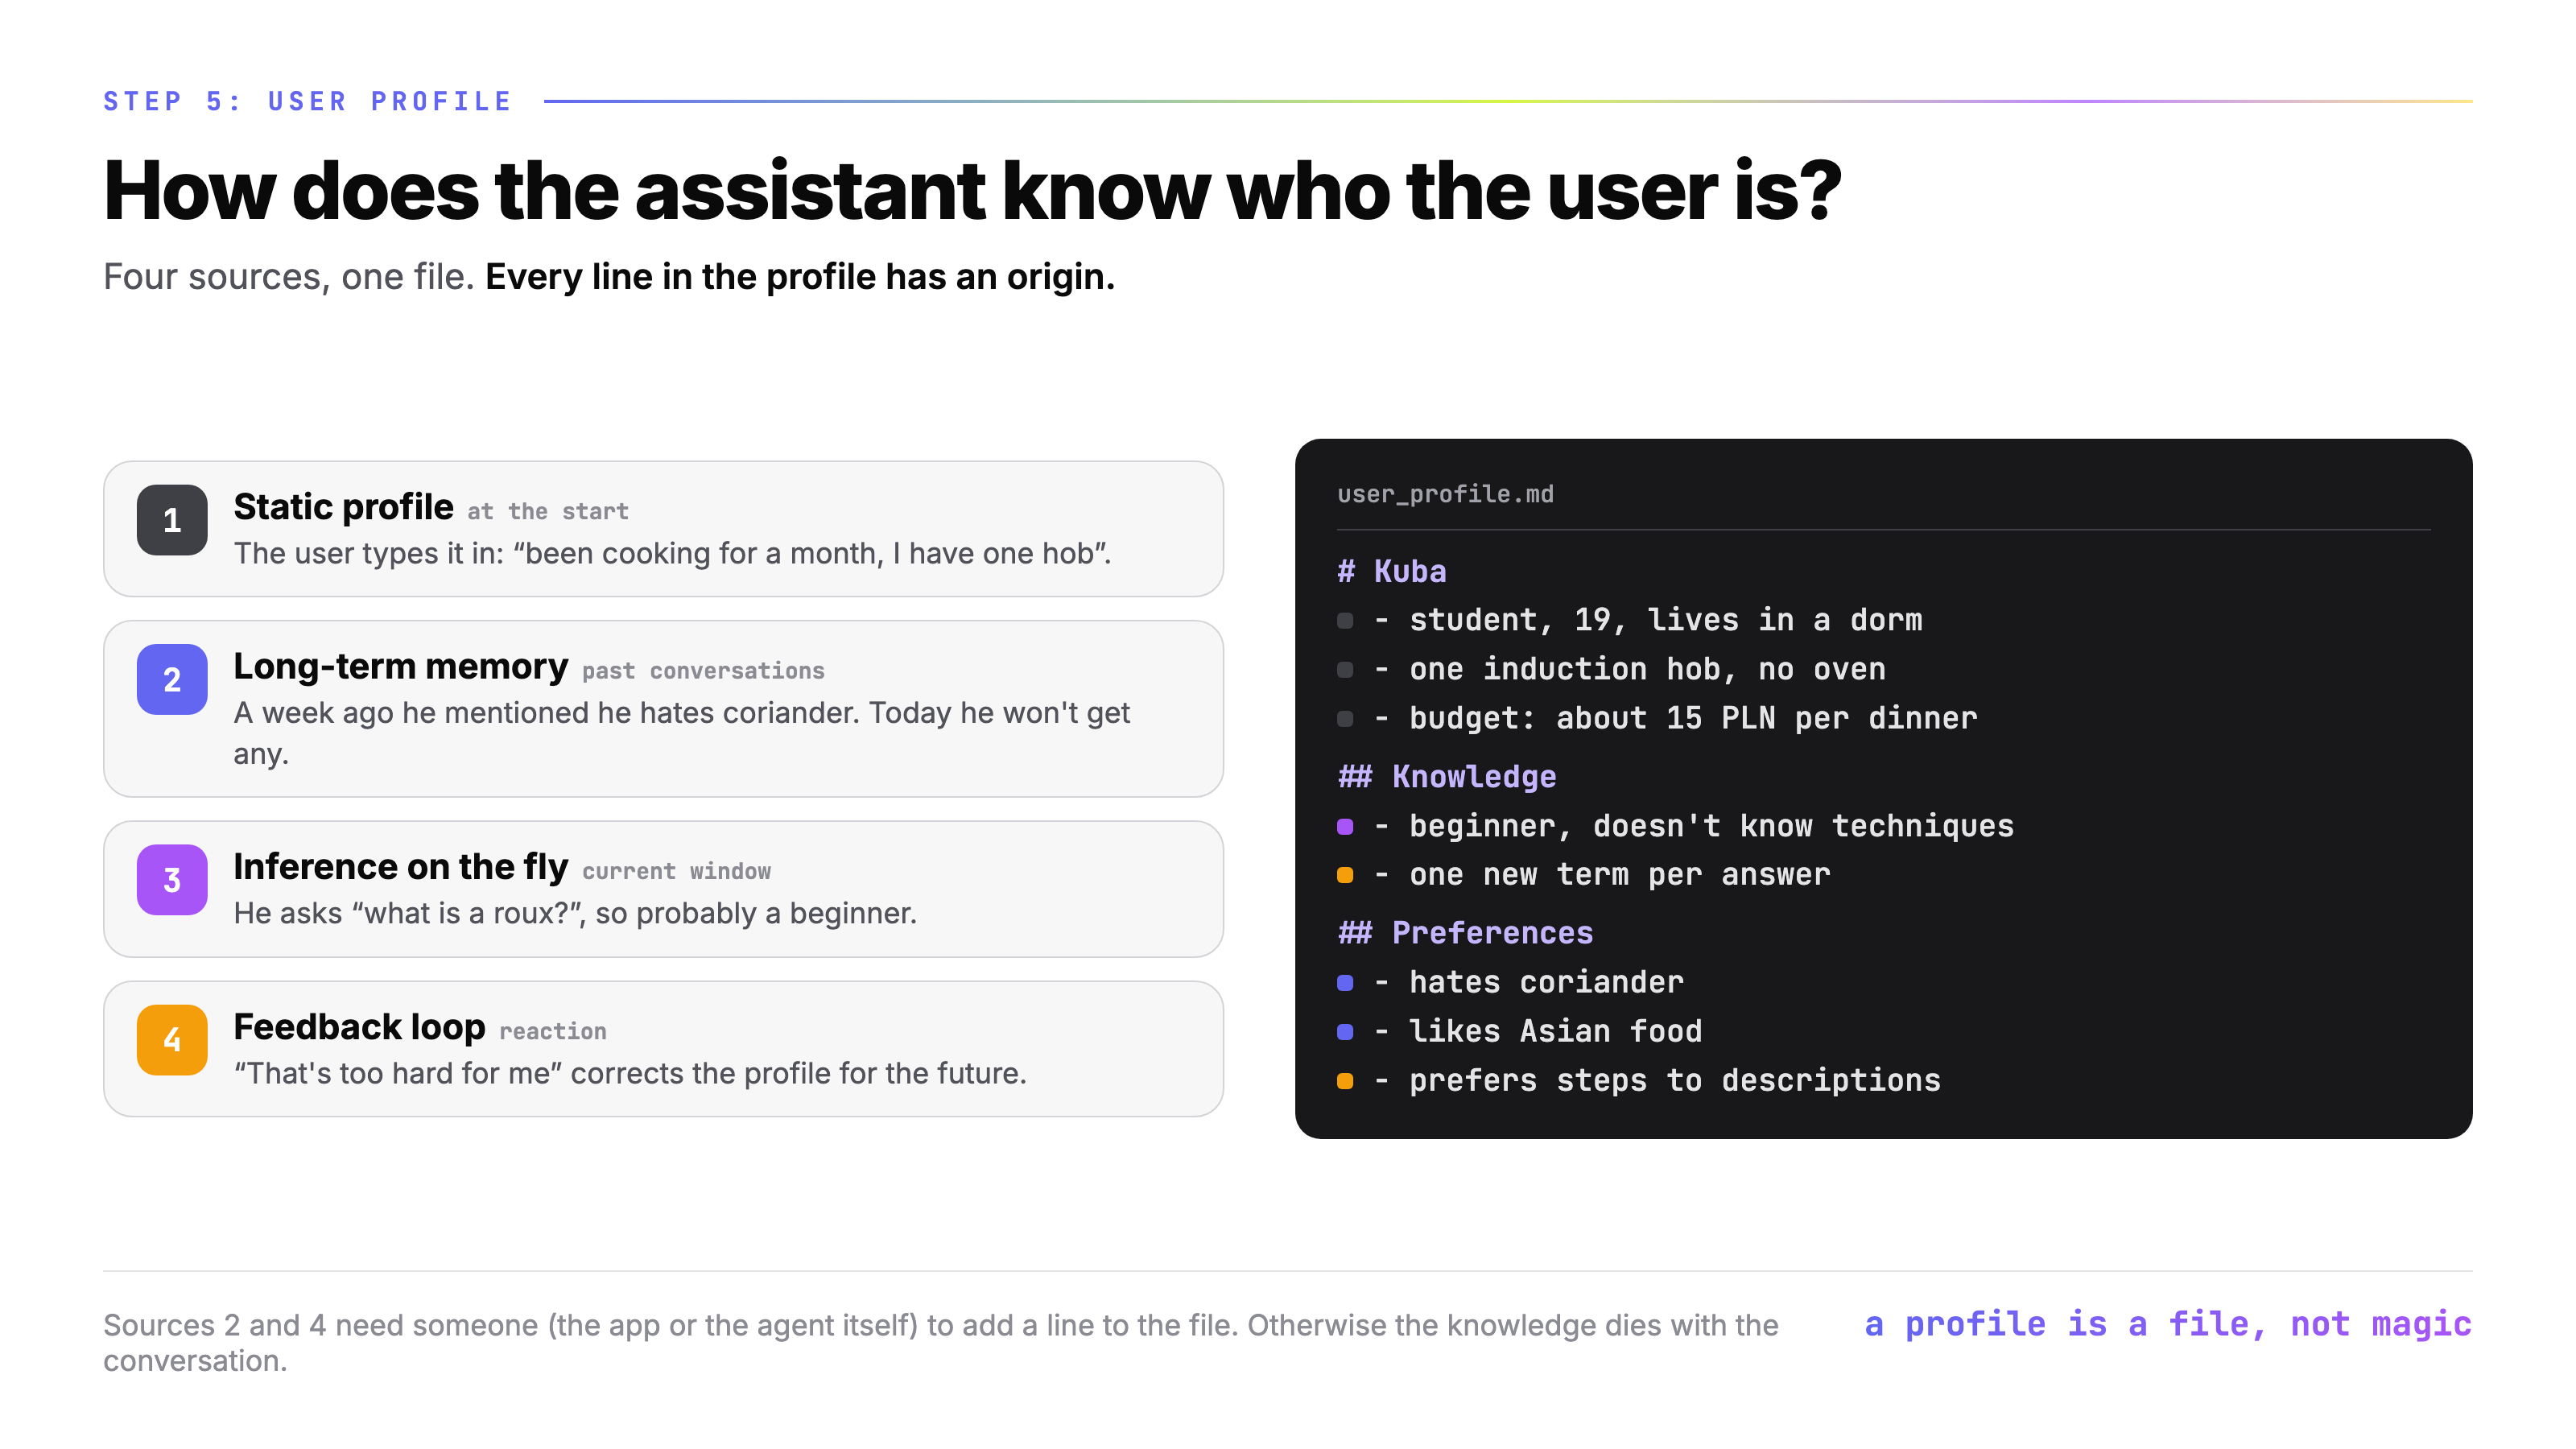 STEP 5: USER PROFILE
How does the assistant know who the user is?
Four sources, one file. Every line in the profile has an origin.
1
Static profile at the start
The user types it in: “been cooking for a month, I have one hob”.
2
Long-term memory past conversations
A week ago he mentioned he hates coriander. Today he won't get
any.
3
Inference on the fly current window
He asks “what is a roux?”, so probably a beginner.
4
Feedback loop reaction
“That's too hard for me” corrects the profile for the future.
user_profile.md
# Kuba
- student, 19, lives in a dorm
- one induction hob, no oven
- budget: about 15 PLN per dinner
## Knowledge
- beginner, doesn't know techniques
- one new term per answer
## Preferences
- hates coriander
- likes Asian food
- prefers steps to descriptions
Sources 2 and 4 need someone (the app or the agent itself) to add a line to the file. Otherwise the knowledge dies with the
conversation.
a profile is a file, not magic